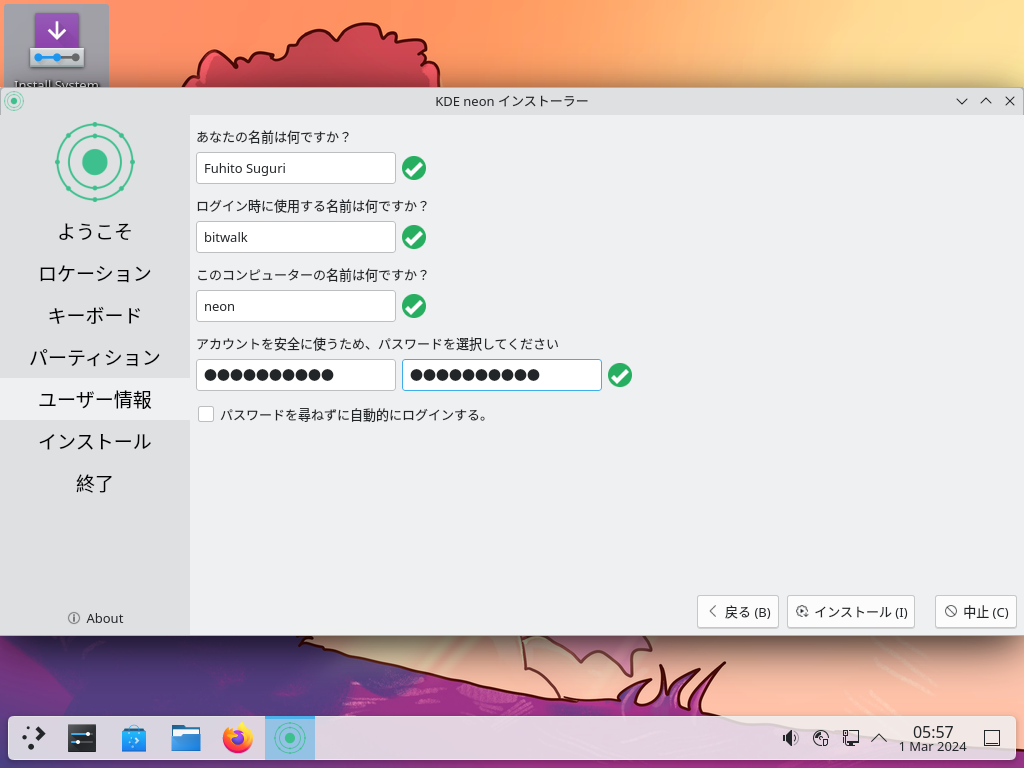 Install System
KDE neon インストーラー
ようこそ
ロケーション
キーボード
パーティション
ユーザー情報
インストール
終了
About
あなたの名前は何ですか？
Fuhito Suguri
ログイン時に使用する名前は何ですか？
bitwalk
このコンピューターの名前は何ですか？
neon
アカウントを安全に使うため、パスワードを選択してください
●●●●●●●●●● ●●●●●●●●●●
パスワードを尋ねずに自動的にログインする。
戻る (B) インストール (I) 中止 (C)
05:57
1 Mar 2024